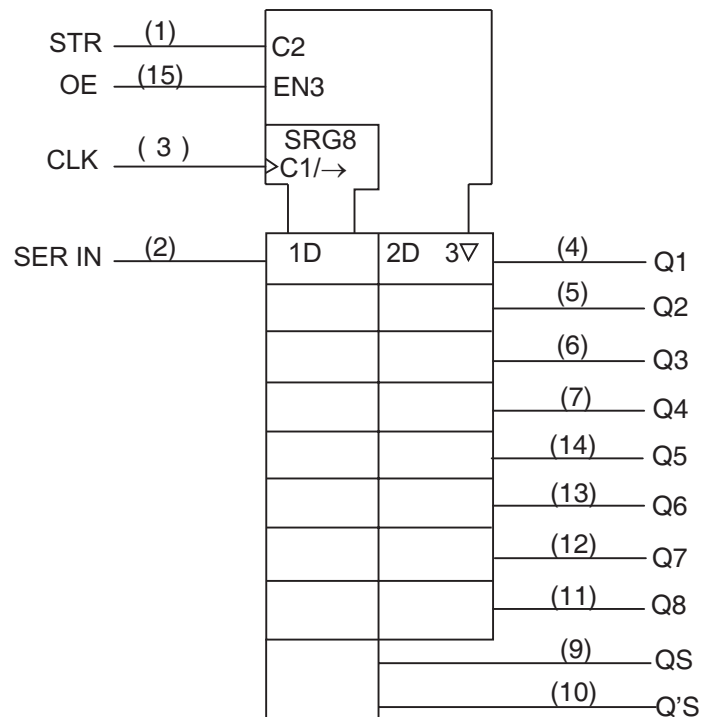 STR (1) C2
OE (15) EN3
SRG8
CLK ( 3 ) C1/→
SER IN (2) 1D 2D 3▽ (4) Q1
(5) Q2
(6) Q3
(7) Q4
(14) Q5
(13) Q6
(12) Q7
(11) Q8
(9) QS
(10) Q'S